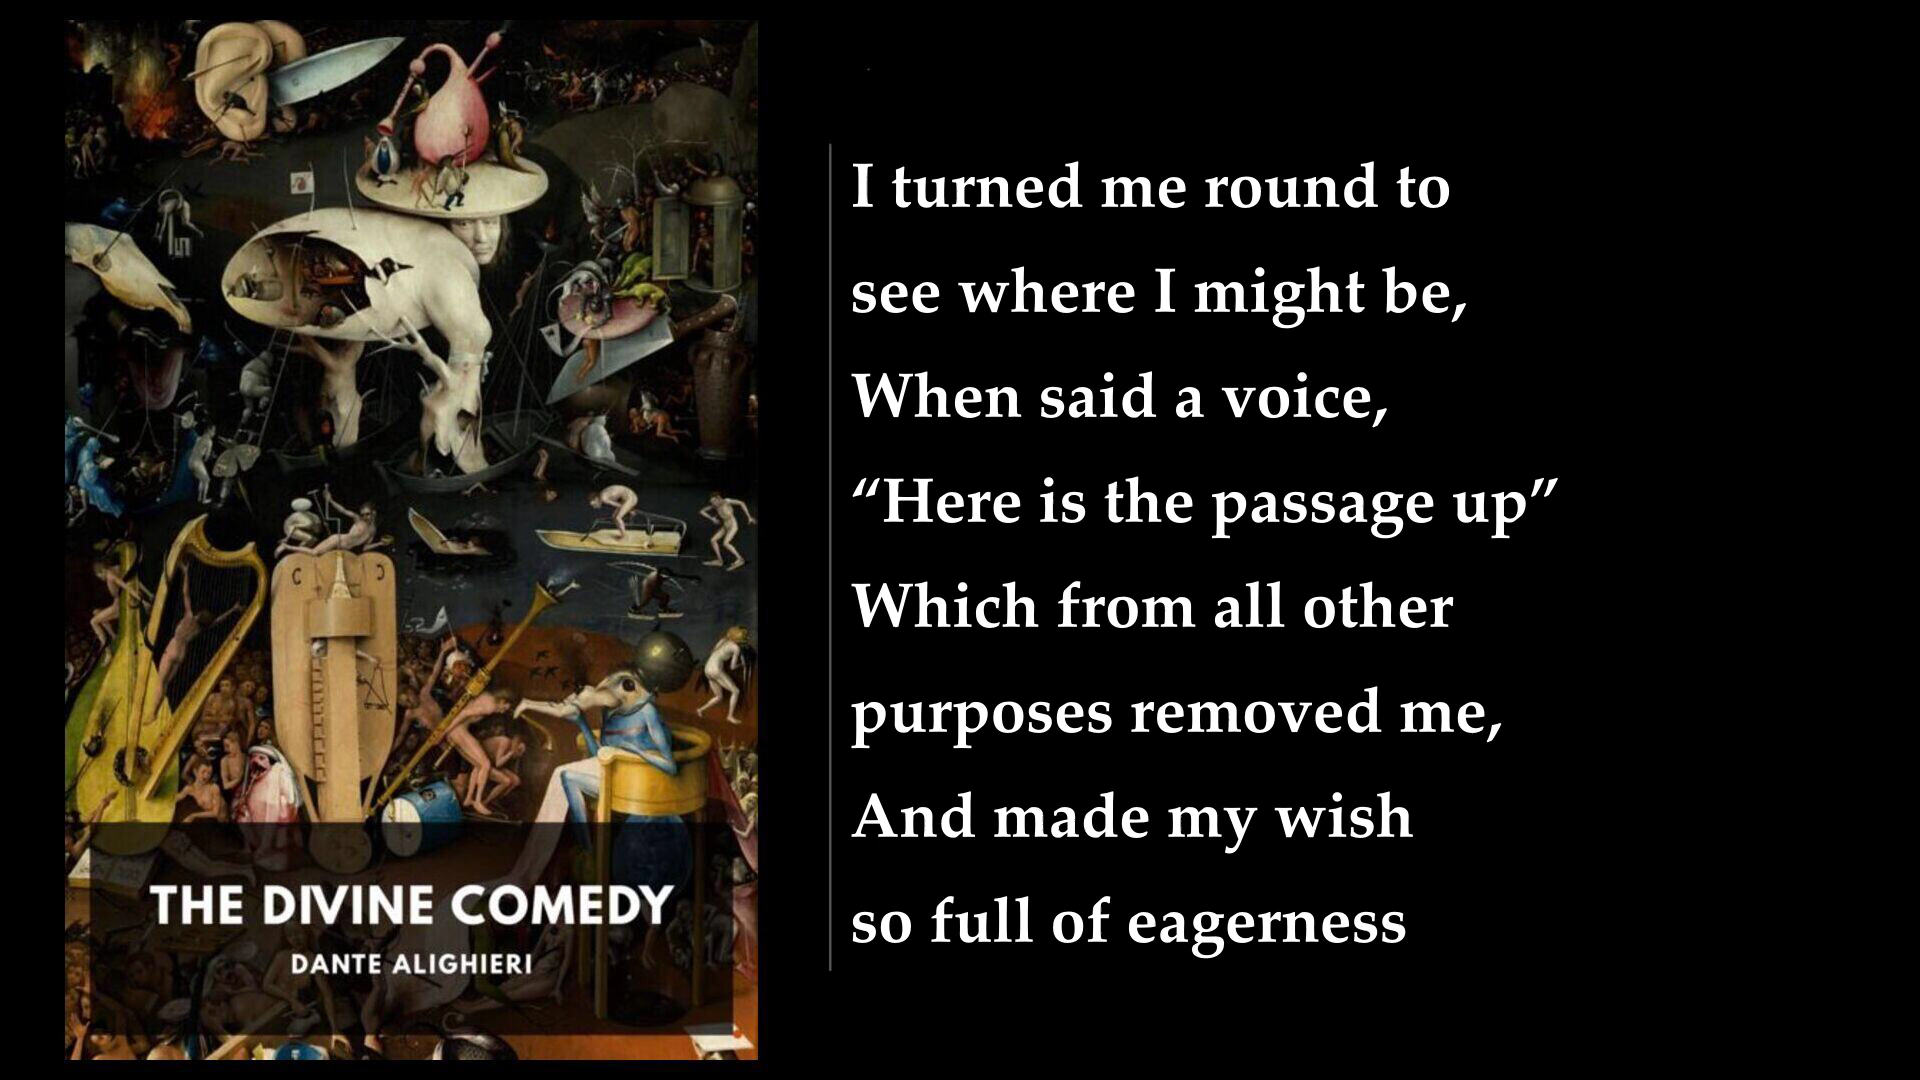 THE DIVINE COMEDY
DANTE ALIGHIERI
I turned me round to
see where I might be,
When said a voice,
“Here is the passage up”
Which from all other
purposes removed me,
And made my wish
so full of eagerness